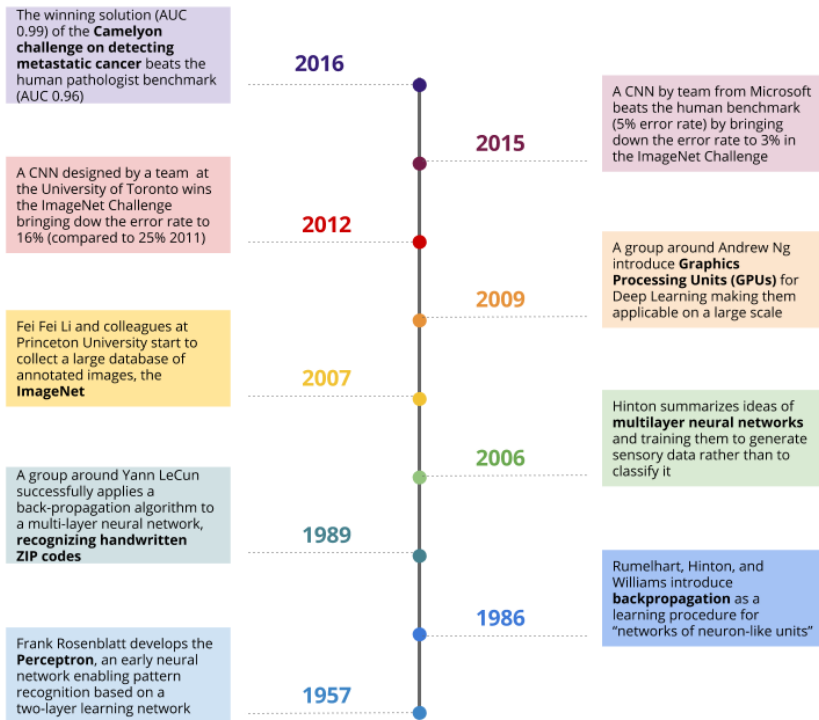 The winning solution (AUC
0.99) of the Camelyon
challenge on detecting
metastatic cancer beats the
human pathologist benchmark
(AUC 0.96)
2016
A CNN by team from Microsoft
beats the human benchmark
(5% error rate) by bringing
down the error rate to 3% in
the ImageNet Challenge
2015
A CNN designed by a team at
the University of Toronto wins
the ImageNet Challenge
bringing dow the error rate to
16% (compared to 25% 2011)
2012
A group around Andrew Ng
introduce Graphics
Processing Units (GPUs) for
Deep Learning making them
applicable on a large scale
2009
Fei Fei Li and colleagues at
Princeton University start to
collect a large database of
annotated images, the
ImageNet
2007
Hinton summarizes ideas of
multilayer neural networks
and training them to generate
sensory data rather than to
classify it
2006
A group around Yann LeCun
successfully applies a
back-propagation algorithm to
a multi-layer neural network,
recognizing handwritten
ZIP codes
1989
Rumelhart, Hinton, and
Williams introduce
backpropagation as a
learning procedure for
“networks of neuron-like units”
1986
Frank Rosenblatt develops the
Perceptron, an early neural
network enabling pattern
recognition based on a
two-layer learning network
1957